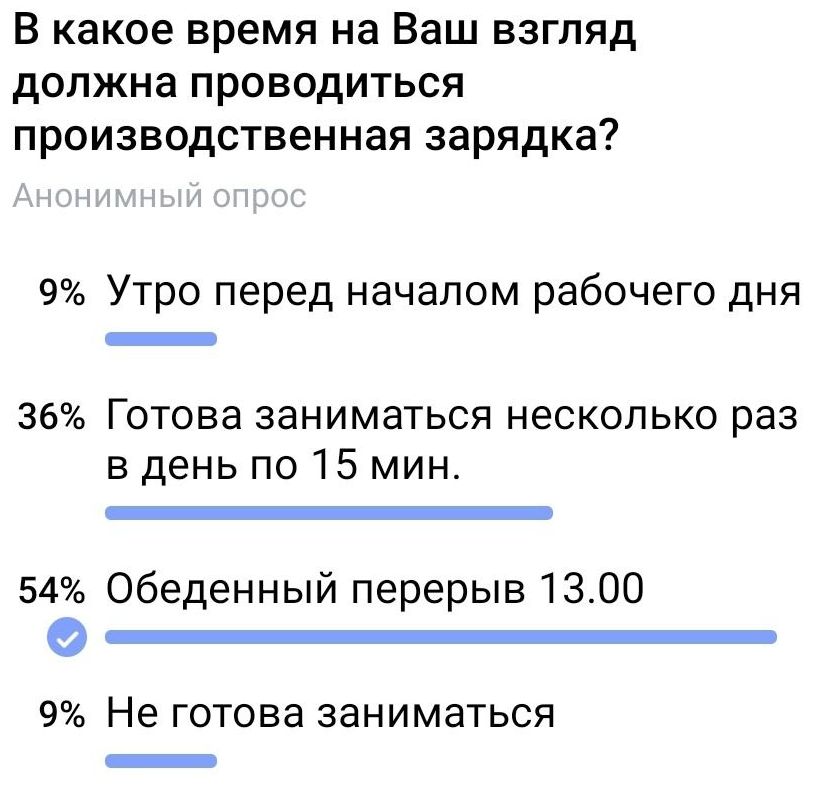 В какое время на Ваш взгляд
должна проводиться
производственная зарядка?
Анонимный опрос
9% Утро перед началом рабочего дня
36% Готова заниматься несколько раз
в день по 15 мин.
54% Обеденный перерыв 13.00
9% Не готова заниматься